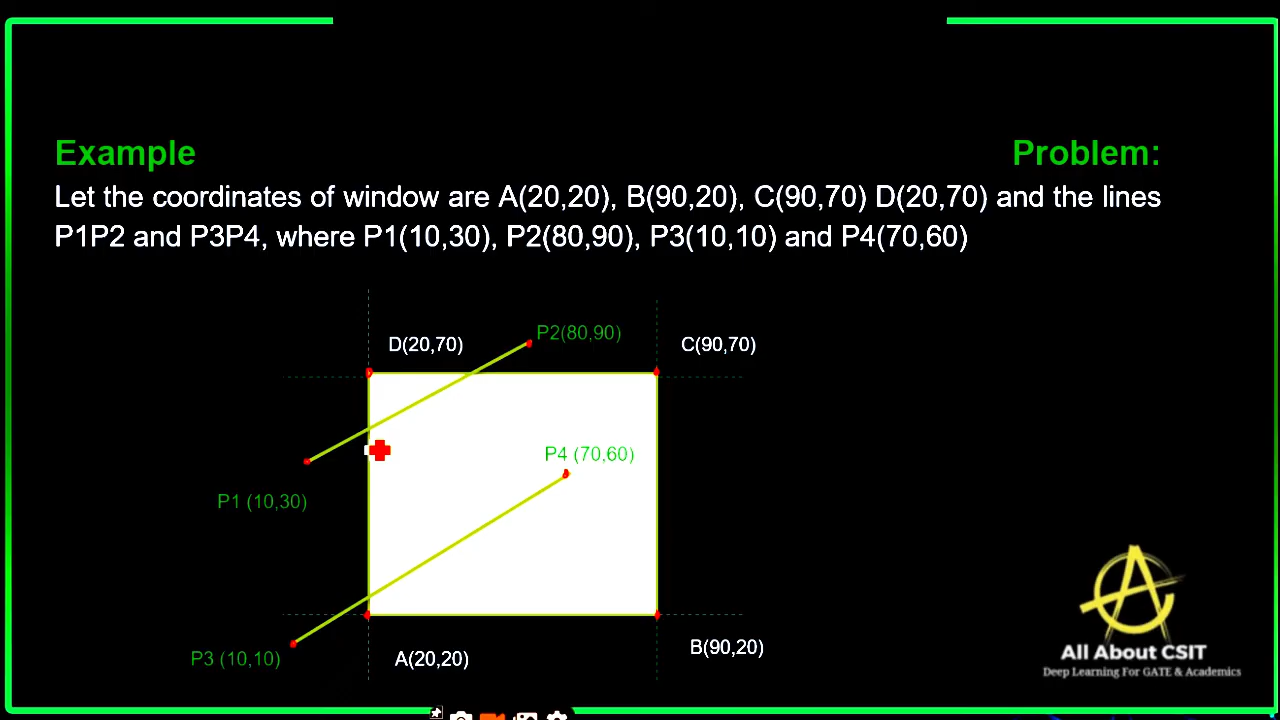 Example Problem:
Let the coordinates of window are A(20,20), B(90,20), C(90,70) D(20,70) and the lines
P1P2 and P3P4, where P1(10,30), P2(80,90), P3(10,10) and P4(70,60)
P2(80,90)
D(20,70)
C(90,70)
P4 (70,60)
P1 (10,30)
B(90,20)
P3 (10,10)
A(20,20)
All About CSIT
Deep Learning For GATE & Academics